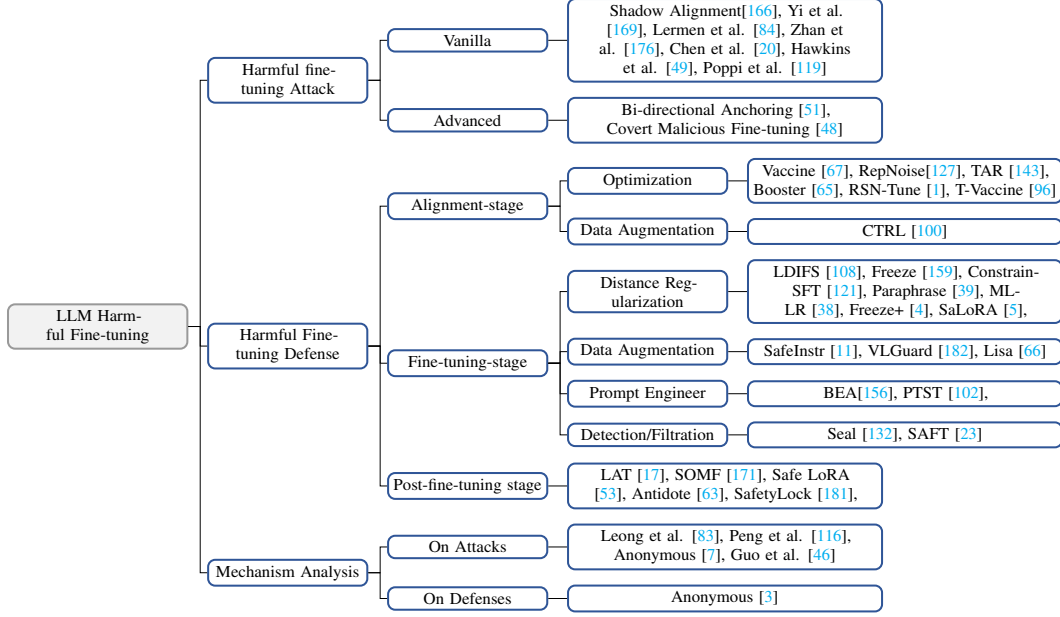 LLM Harm-
ful Fine-tuning
Harmful fine-
tuning Attack
Vanilla
Shadow Alignment[166], Yi et al.
[169], Lermen et al. [84], Zhan et
al. [176], Chen et al. [20], Hawkins
et al. [49], Poppi et al. [119]
Advanced
Bi-directional Anchoring [51],
Covert Malicious Fine-tuning [48]
Harmful Fine-
tuning Defense
Alignment-stage
Optimization
Vaccine [67], RepNoise[127], TAR [143],
Booster [65], RSN-Tune [1], T-Vaccine [96]
Data Augmentation
CTRL [100]
Fine-tuning-stage
Distance Reg-
ularization
LDIFS [108], Freeze [159], Constrain-
SFT [121], Paraphrase [39], ML-
LR [38], Freeze+ [4], SaLoRA [5],
Data Augmentation
SafeInstr [11], VLGuard [182], Lisa [66]
Prompt Engineer
BEA[156], PTST [102],
Detection/Filtration
Seal [132], SAFT [23]
Post-fine-tuning stage
LAT [17], SOMF [171], Safe LoRA
[53], Antidote [63], SafetyLock [181],
Mechanism Analysis
On Attacks
Leong et al. [83], Peng et al. [116],
Anonymous [7], Guo et al. [46]
On Defenses
Anonymous [3]